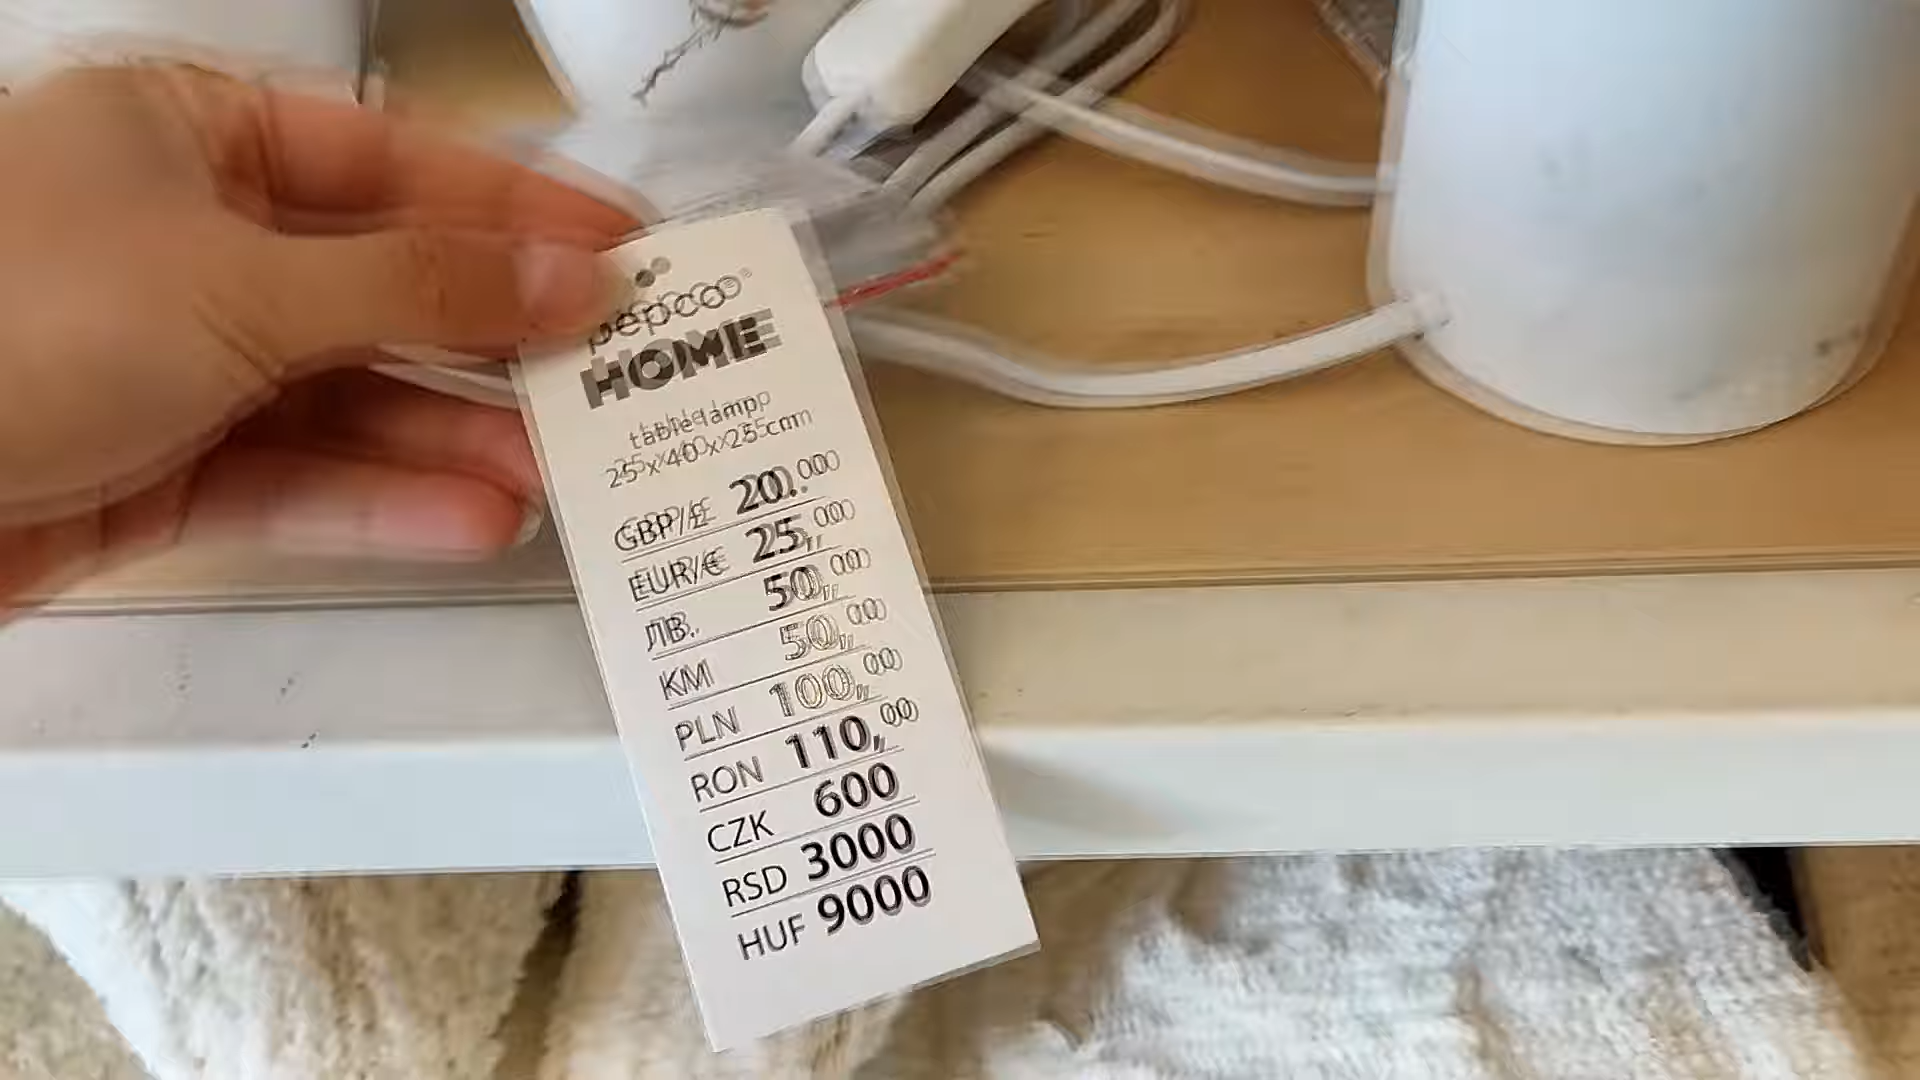 pepco®
HOME
table lamp
25 x 40 x 25 cm
GBP/£ 20.00
EUR/€ 25,00
ЛВ. 50,00
KM 50,00
PLN 100,00
RON 110,00
CZK 600
RSD 3000
HUF 9000